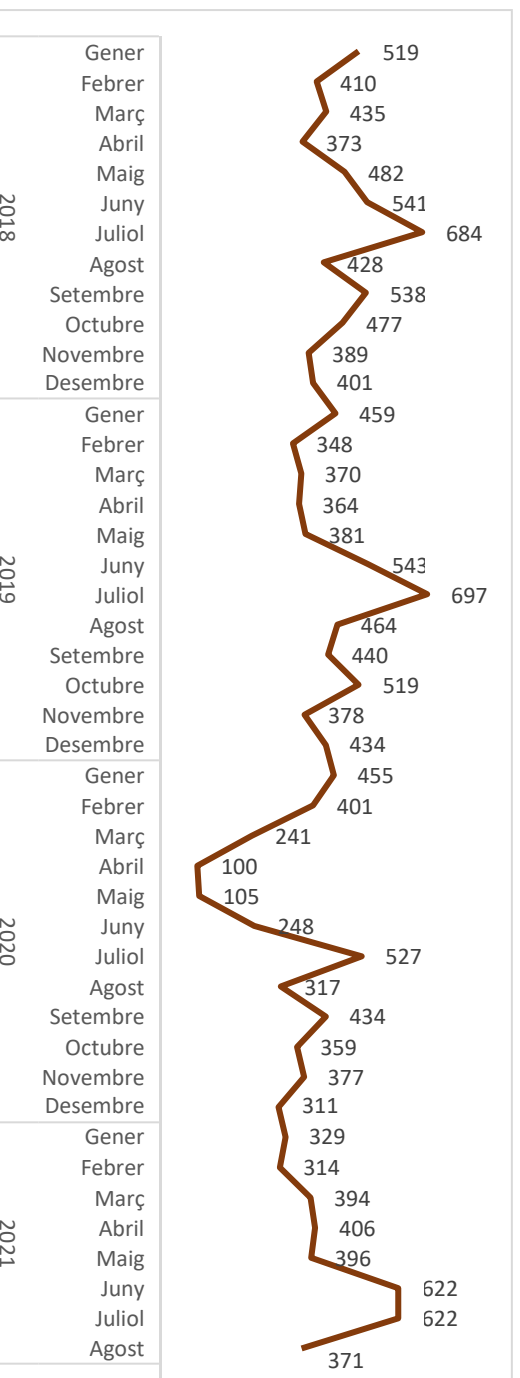 2018
Gener 519
Febrer 410
Març 435
Abril 373
Maig 482
Juny 541
Juliol 684
Agost 428
Setembre 538
Octubre 477
Novembre 389
Desembre 401
2019
Gener 459
Febrer 348
Març 370
Abril 364
Maig 381
Juny 543
Juliol 697
Agost 464
Setembre 440
Octubre 519
Novembre 378
Desembre 434
2020
Gener 455
Febrer 401
Març 241
Abril 100
Maig 105
Juny 248
Juliol 527
Agost 317
Setembre 434
Octubre 359
Novembre 377
Desembre 311
2021
Gener 329
Febrer 314
Març 394
Abril 406
Maig 396
Juny 622
Juliol 622
Agost 371